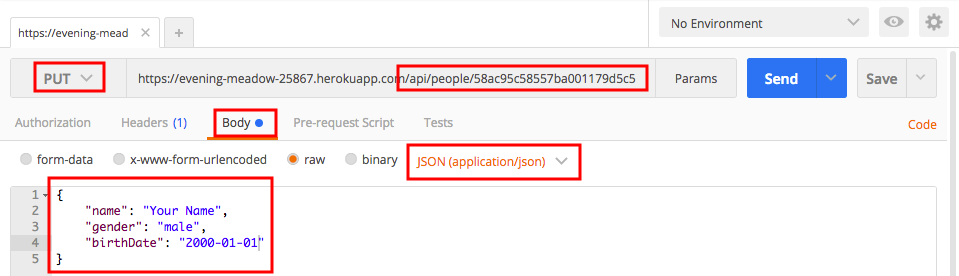 https://evening-mead × +
No Environment
PUT https://evening-meadow-25867.herokuapp.com/api/people/58ac95c58557ba001179d5c5 Params Send Save
Authorization Headers (1) Body Pre-request Script Tests Code
form-data x-www-form-urlencoded raw binary JSON (application/json)
1 {
2 "name": "Your Name",
3 "gender": "male",
4 "birthDate": "2000-01-01"
5 }